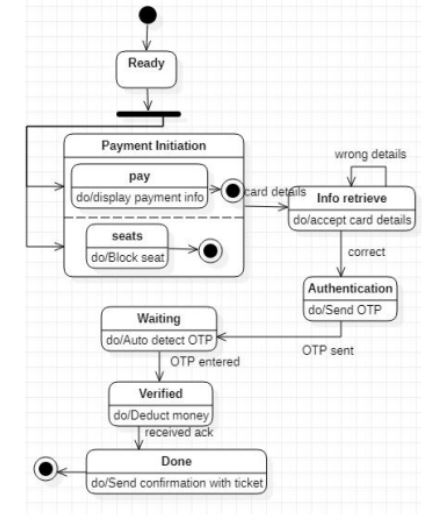 Ready
Payment Initiation
pay
do/display payment info
card details
seats
do/Block seat
wrong details
Info retrieve
do/accept card details
correct
Authentication
do/Send OTP
OTP sent
Waiting
do/Auto detect OTP
OTP entered
Verified
do/Deduct money
received ack
Done
do/Send confirmation with ticket